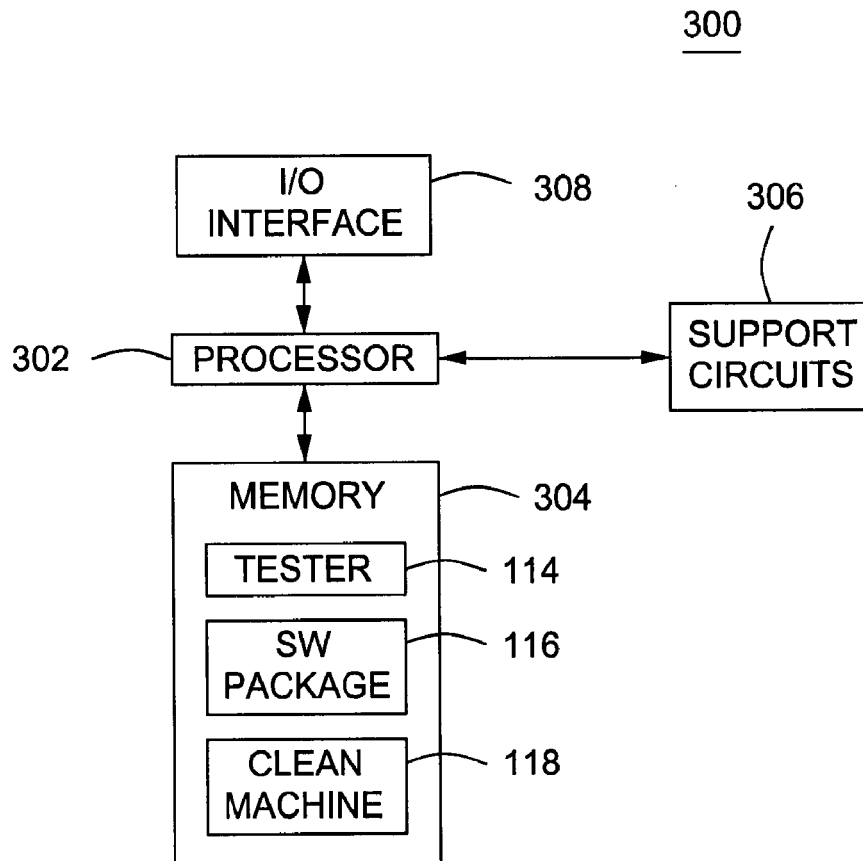 300
I/O
INTERFACE
308
306
302
PROCESSOR
SUPPORT
CIRCUITS
MEMORY
304
TESTER
114
SW
PACKAGE
116
CLEAN
MACHINE
118